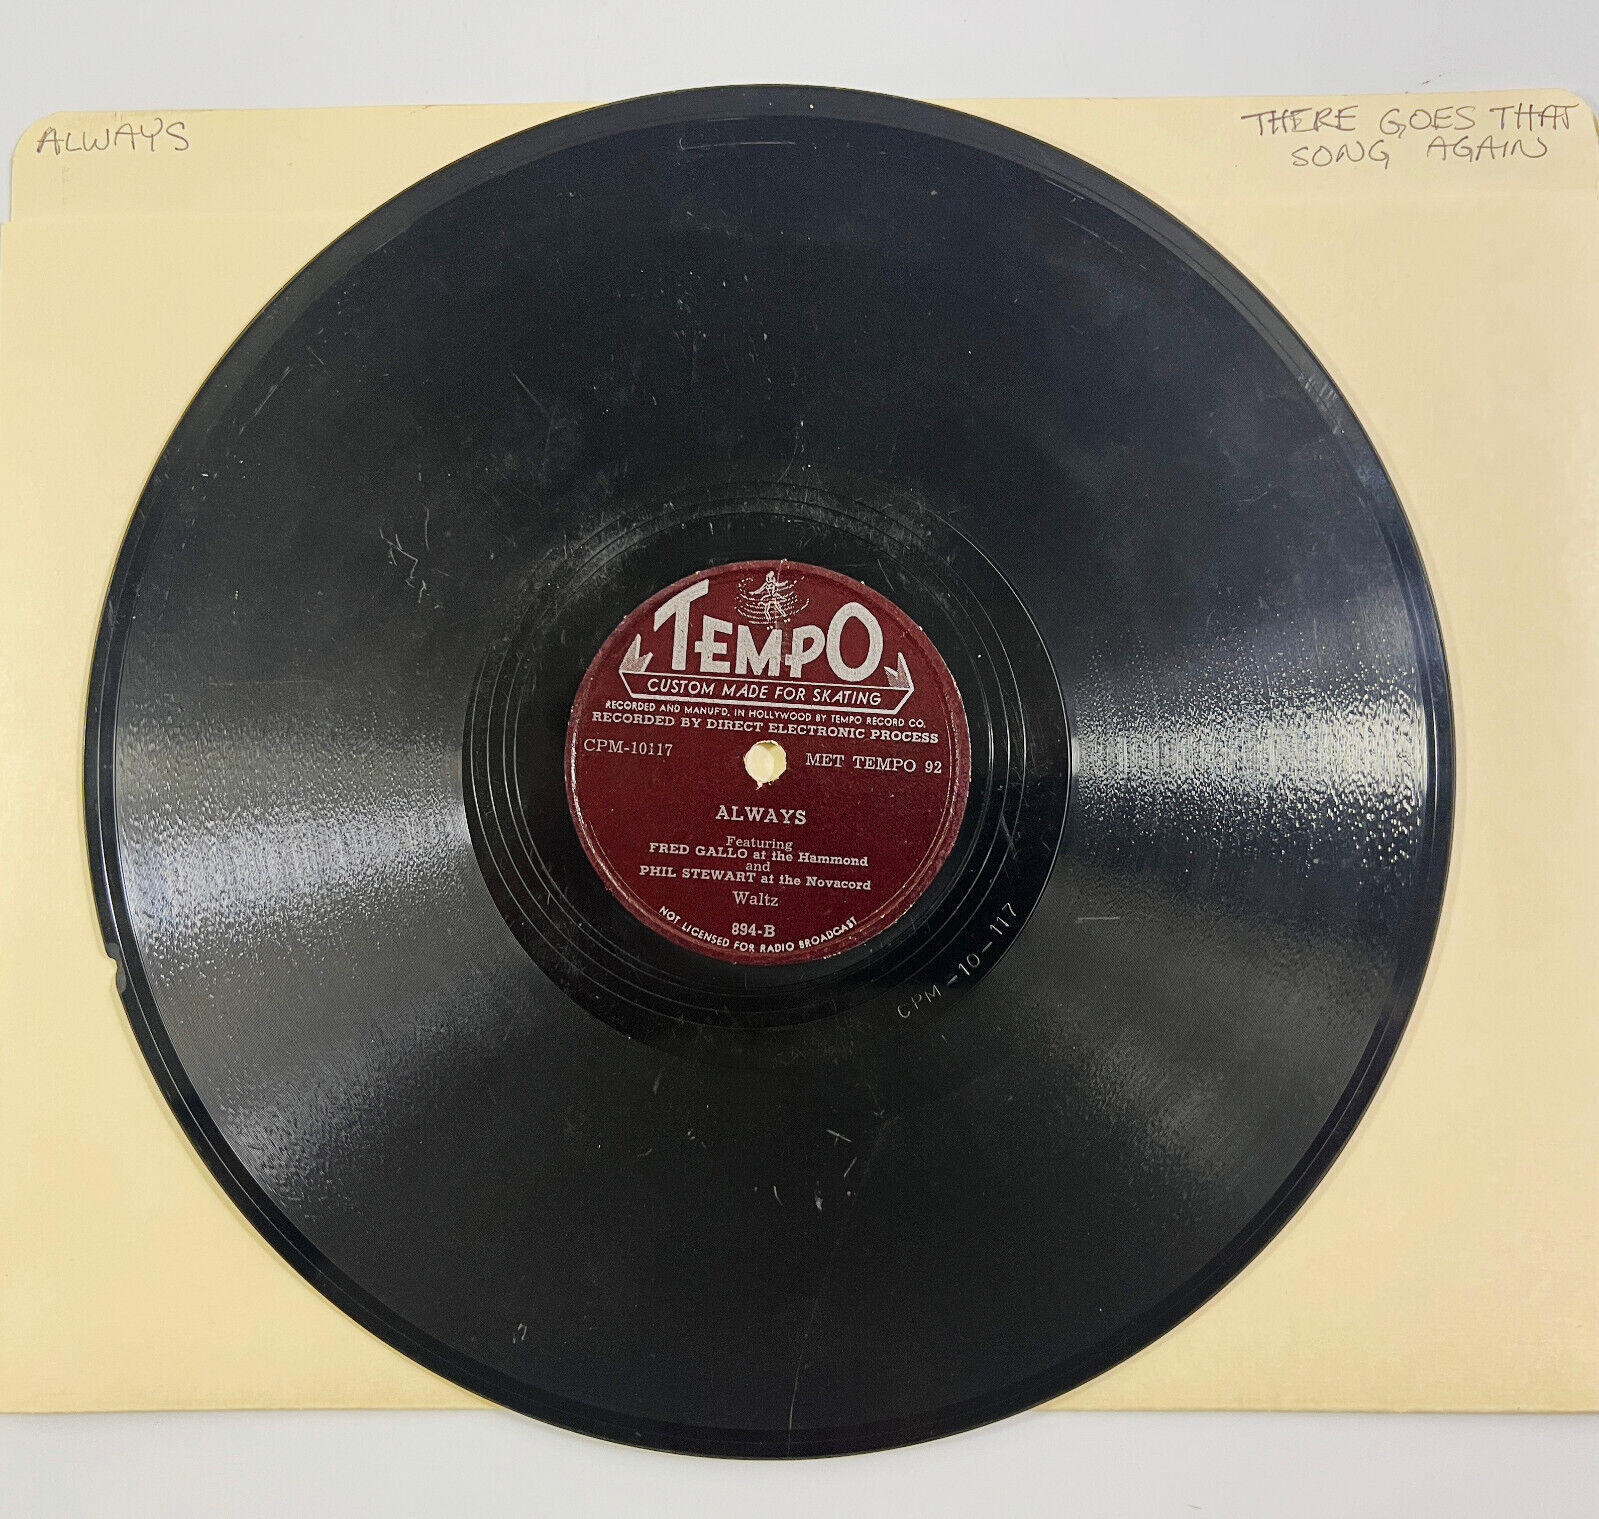 ALWAYS
THERE GOES THAT
SONG AGAIN
TEMPO
CUSTOM MADE FOR SKATING
RECORDED AND MANUF'D. IN HOLLYWOOD BY TEMPO RECORD CO.
RECORDED BY DIRECT ELECTRONIC PROCESS
CPM-10117
MET TEMPO 92
ALWAYS
Featuring
FRED GALLO at the Hammond
and
PHIL STEWART at the Novacord
Waltz
894-B
NOT LICENSED FOR RADIO BROADCAST
CPM-10-117